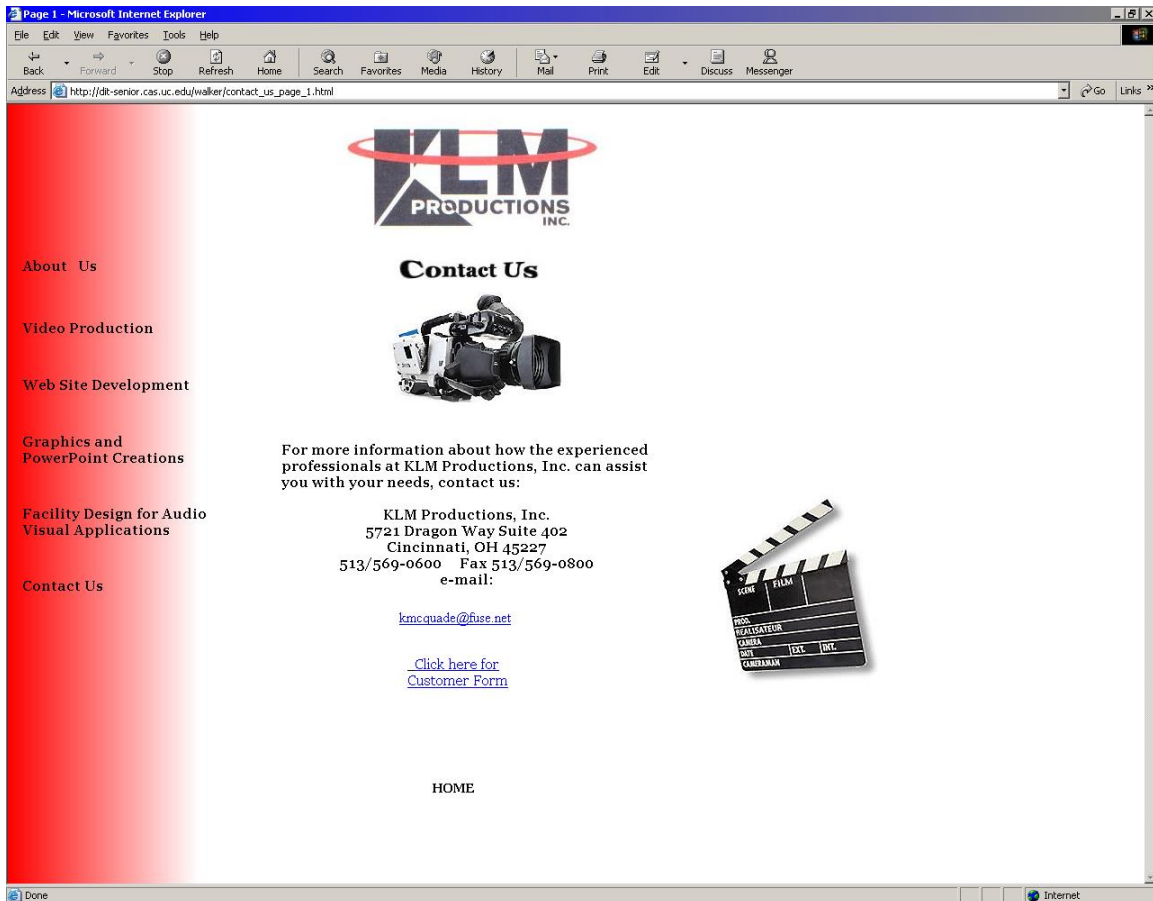 Page 1 - Microsoft Internet Explorer
File Edit View Favorites Tools Help
Back Forward Stop Refresh Home Search Favorites Media History Mail Print Edit Discuss Messenger
Address http://dit-senior.cas.uc.edu/walker/contact_us_page_1.html Go Links »
KLM
PRODUCTIONS
INC.
Contact Us
About Us
Video Production
Web Site Development
Graphics and
PowerPoint Creations
Facility Design for Audio
Visual Applications
Contact Us
For more information about how the experienced
professionals at KLM Productions, Inc. can assist
you with your needs, contact us:
KLM Productions, Inc.
5721 Dragon Way Suite 402
Cincinnati, OH 45227
513/569-0600 Fax 513/569-0800
e-mail:
kmcquade@fuse.net
Click here for
Customer Form
SCENE FILM
PROD.
REALISATEUR
CAMERA
DATE EXT. INT.
CAMERAMAN
HOME
Done Internet